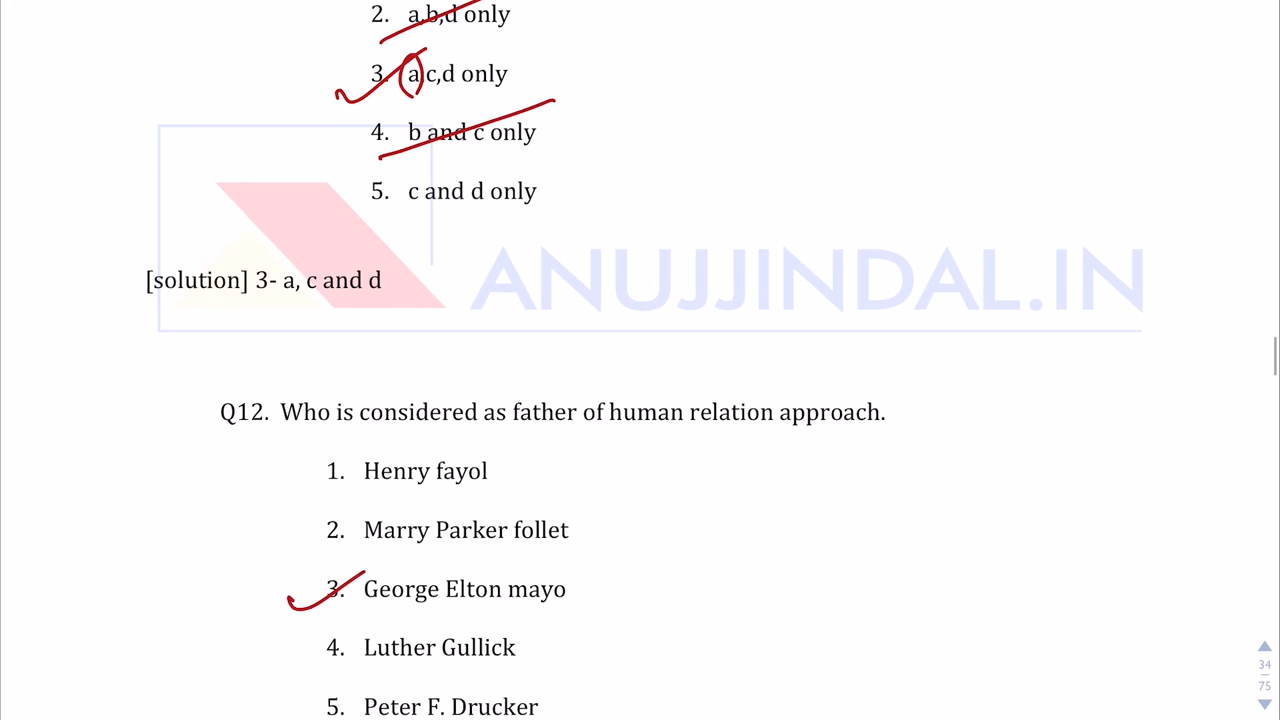 2. a,b,d only
3. a,c,d only
4. b and c only
5. c and d only
[solution] 3- a, c and d
ANUJJINDAL.IN
Q12. Who is considered as father of human relation approach.
1. Henry fayol
2. Marry Parker follet
3. George Elton mayo
4. Luther Gullick
5. Peter F. Drucker
34
75